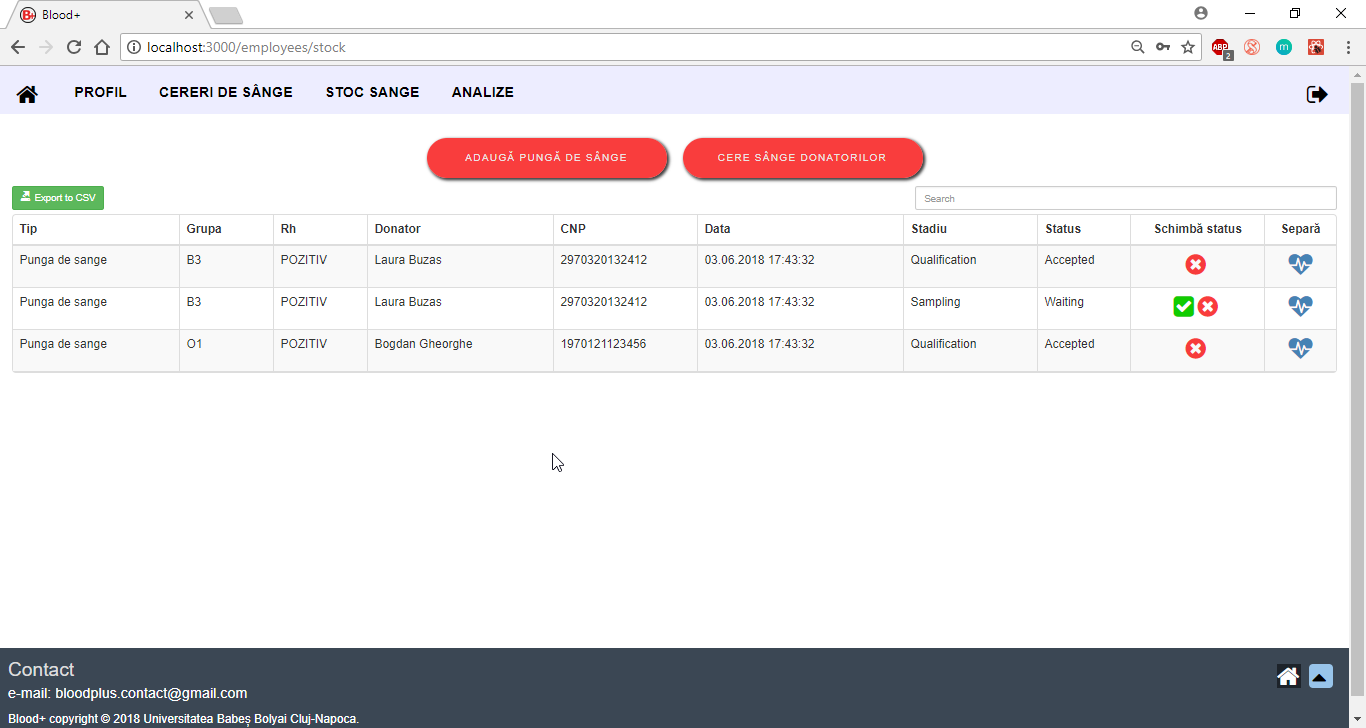 Blood+
localhost:3000/employees/stock
ABP
2
m
PROFIL CERERI DE SÂNGE STOC SANGE ANALIZE
ADAUGĂ PUNGĂ DE SÂNGE CERE SÂNGE DONATORILOR
Export to CSV Search
Tip Grupa Rh Donator CNP Data Stadiu Status Schimbă status Separă
Punga de sange B3 POZITIV Laura Buzas 2970320132412 03.06.2018 17:43:32 Qualification Accepted
Punga de sange B3 POZITIV Laura Buzas 2970320132412 03.06.2018 17:43:32 Sampling Waiting
Punga de sange O1 POZITIV Bogdan Gheorghe 1970121123456 03.06.2018 17:43:32 Qualification Accepted
Contact
e-mail: bloodplus.contact@gmail.com
Blood+ copyright © 2018 Universitatea Babeș Bolyai Cluj-Napoca.